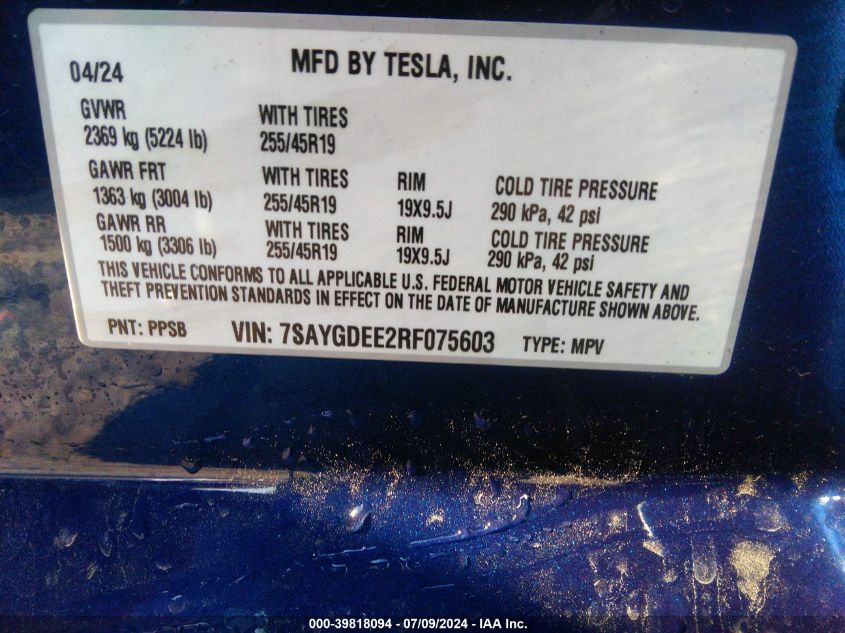 04/24 MFD BY TESLA, INC.
GVWR WITH TIRES
2369 kg (5224 lb) 255/45R19
GAWR FRT WITH TIRES RIM COLD TIRE PRESSURE
1363 kg (3004 lb) 255/45R19 19X9.5J 290 kPa, 42 psi
GAWR RR WITH TIRES RIM COLD TIRE PRESSURE
1500 kg (3306 lb) 255/45R19 19X9.5J 290 kPa, 42 psi
THIS VEHICLE CONFORMS TO ALL APPLICABLE U.S. FEDERAL MOTOR VEHICLE SAFETY AND
THEFT PREVENTION STANDARDS IN EFFECT ON THE DATE OF MANUFACTURE SHOWN ABOVE.
PNT: PPSB VIN: 7SAYGDEE2RF075603 TYPE: MPV
000-39818094 - 07/09/2024 - IAA Inc.